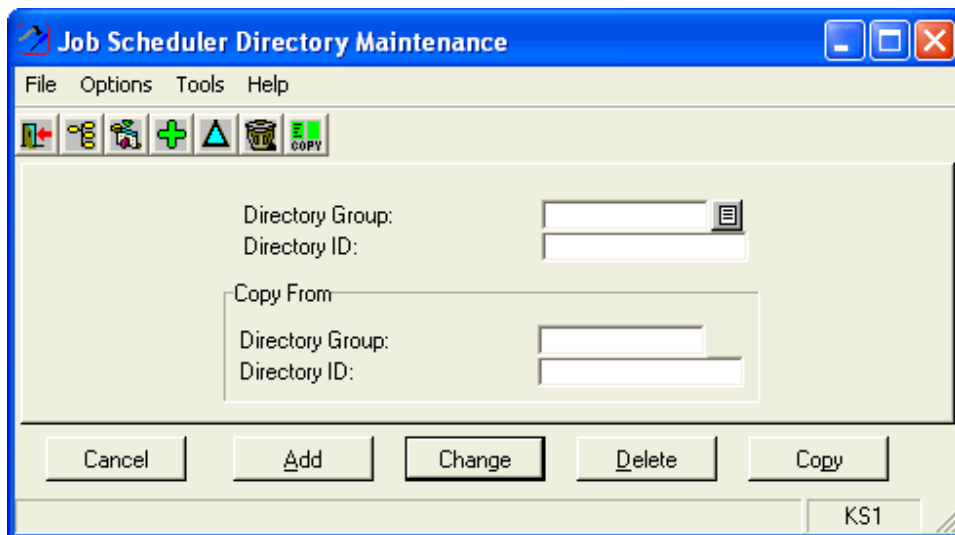 Job Scheduler Directory Maintenance
File Options Tools Help
COPY
Directory Group:
Directory ID:
Copy From
Directory Group:
Directory ID:
Cancel Add Change Delete Copy
KS1